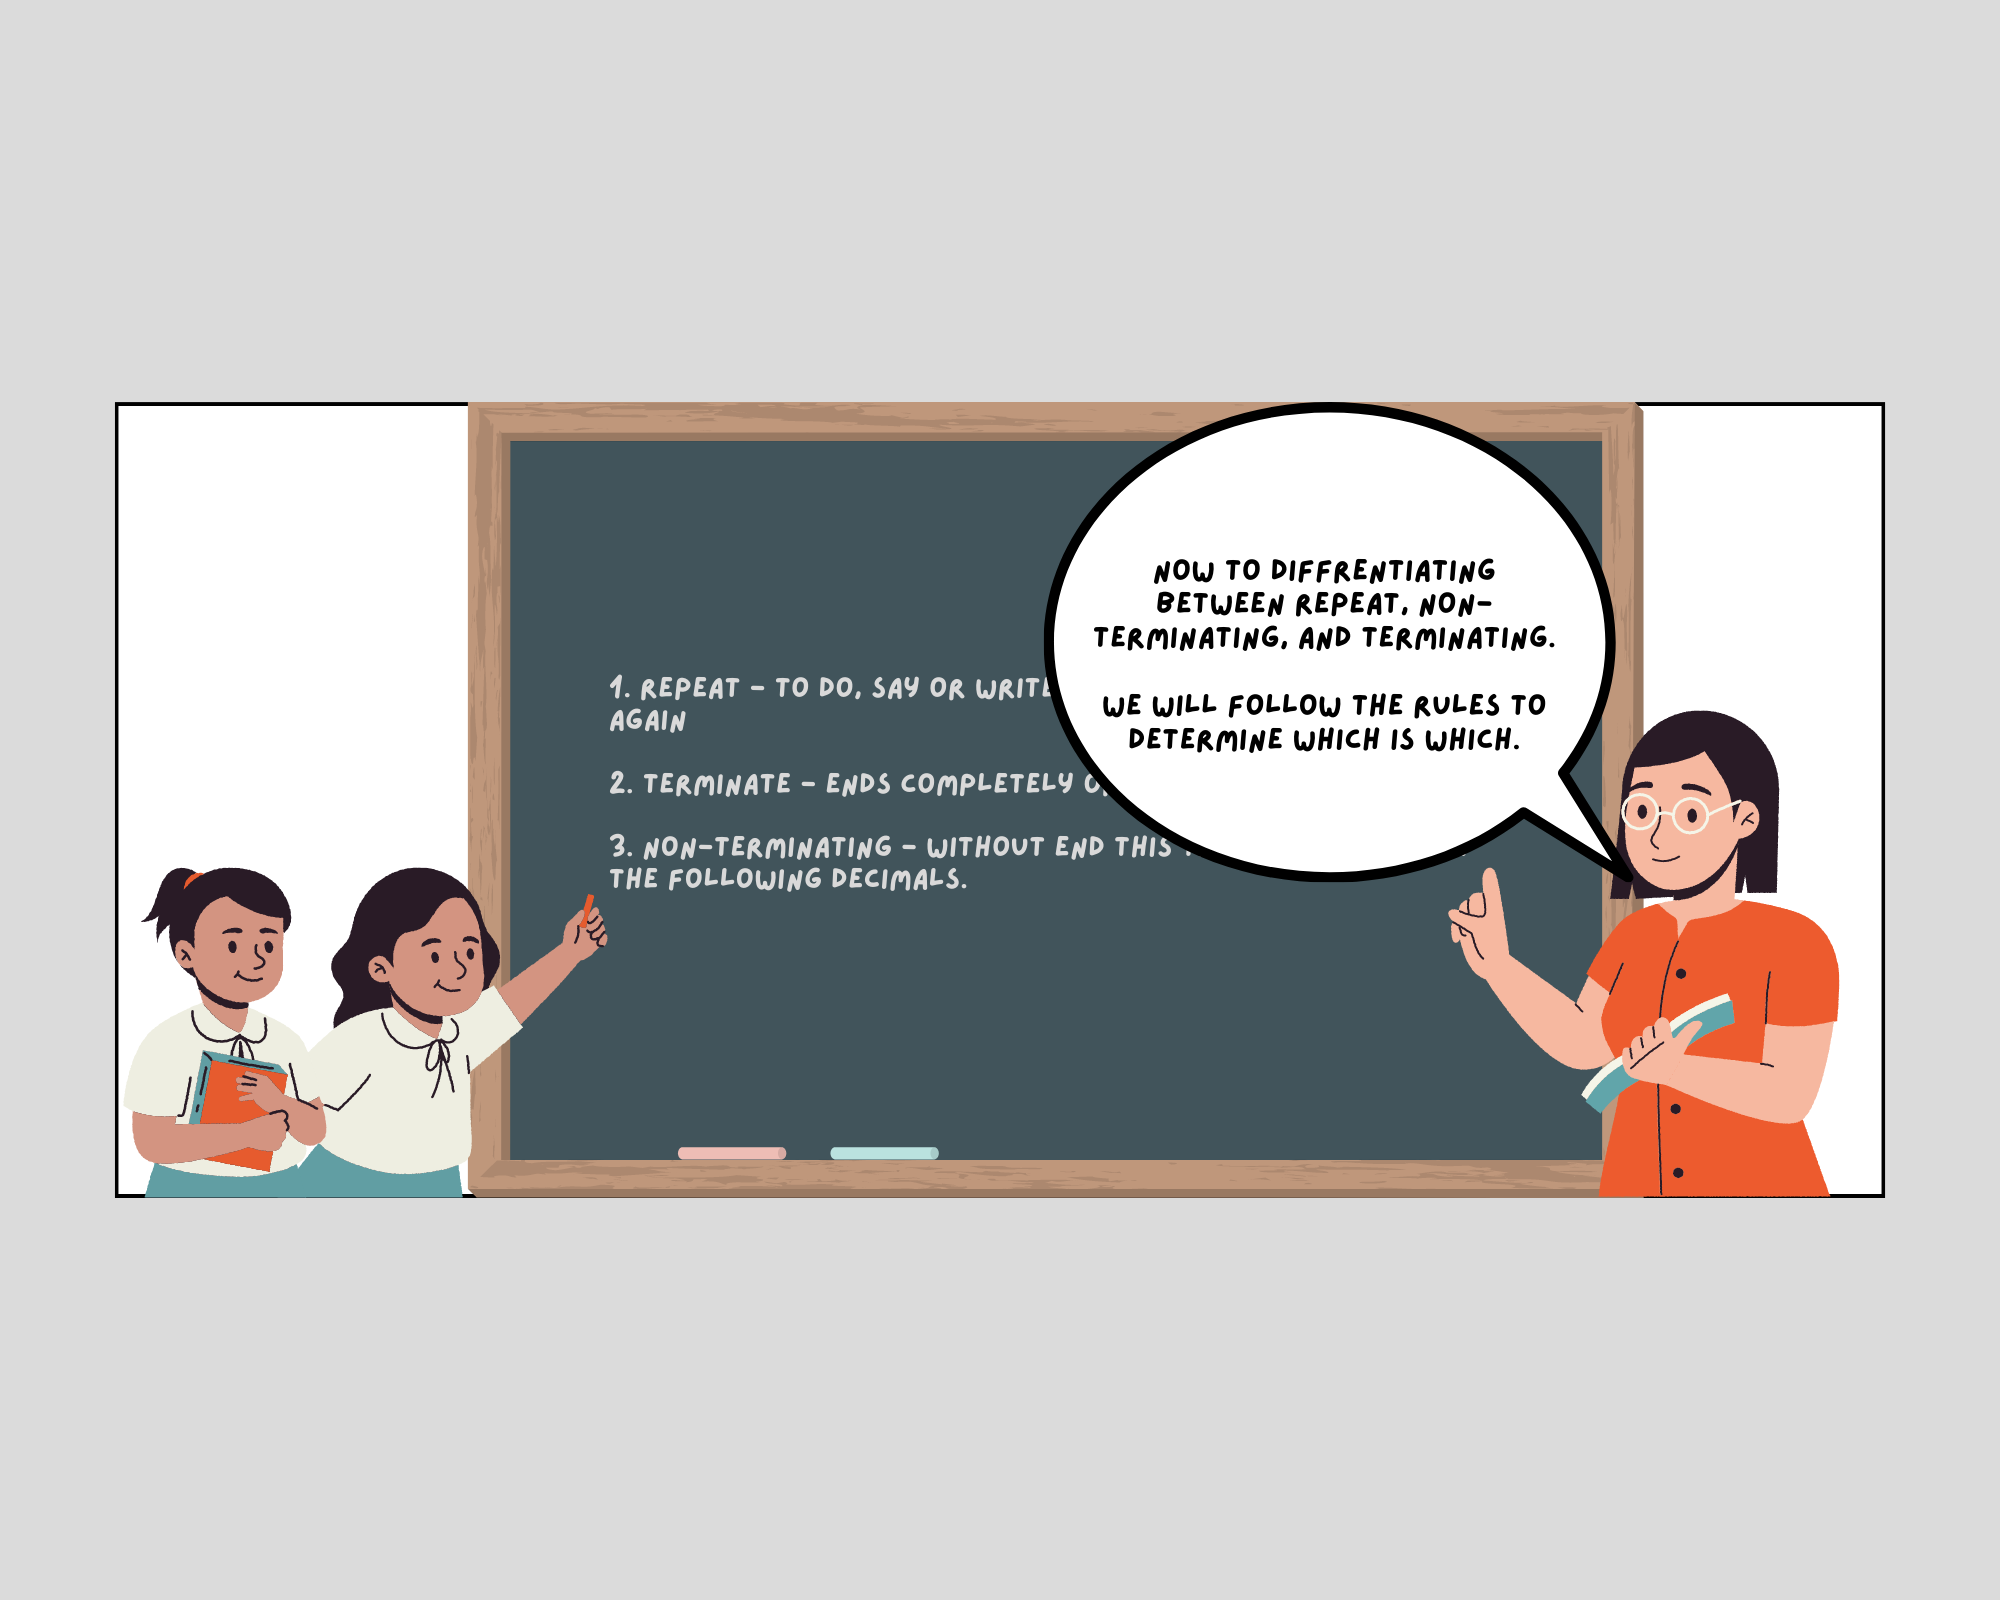 NOW TO DIFFRENTIATING
BETWEEN REPEAT, NON-
TERMINATING, AND TERMINATING.
WE WILL FOLLOW THE RULES TO
DETERMINE WHICH IS WHICH.
1. REPEAT - TO DO, SAY OR WRITE
AGAIN
2. TERMINATE - ENDS COMPLETELY
3. NON-TERMINATING - WITHOUT END THIS
THE FOLLOWING DECIMALS.